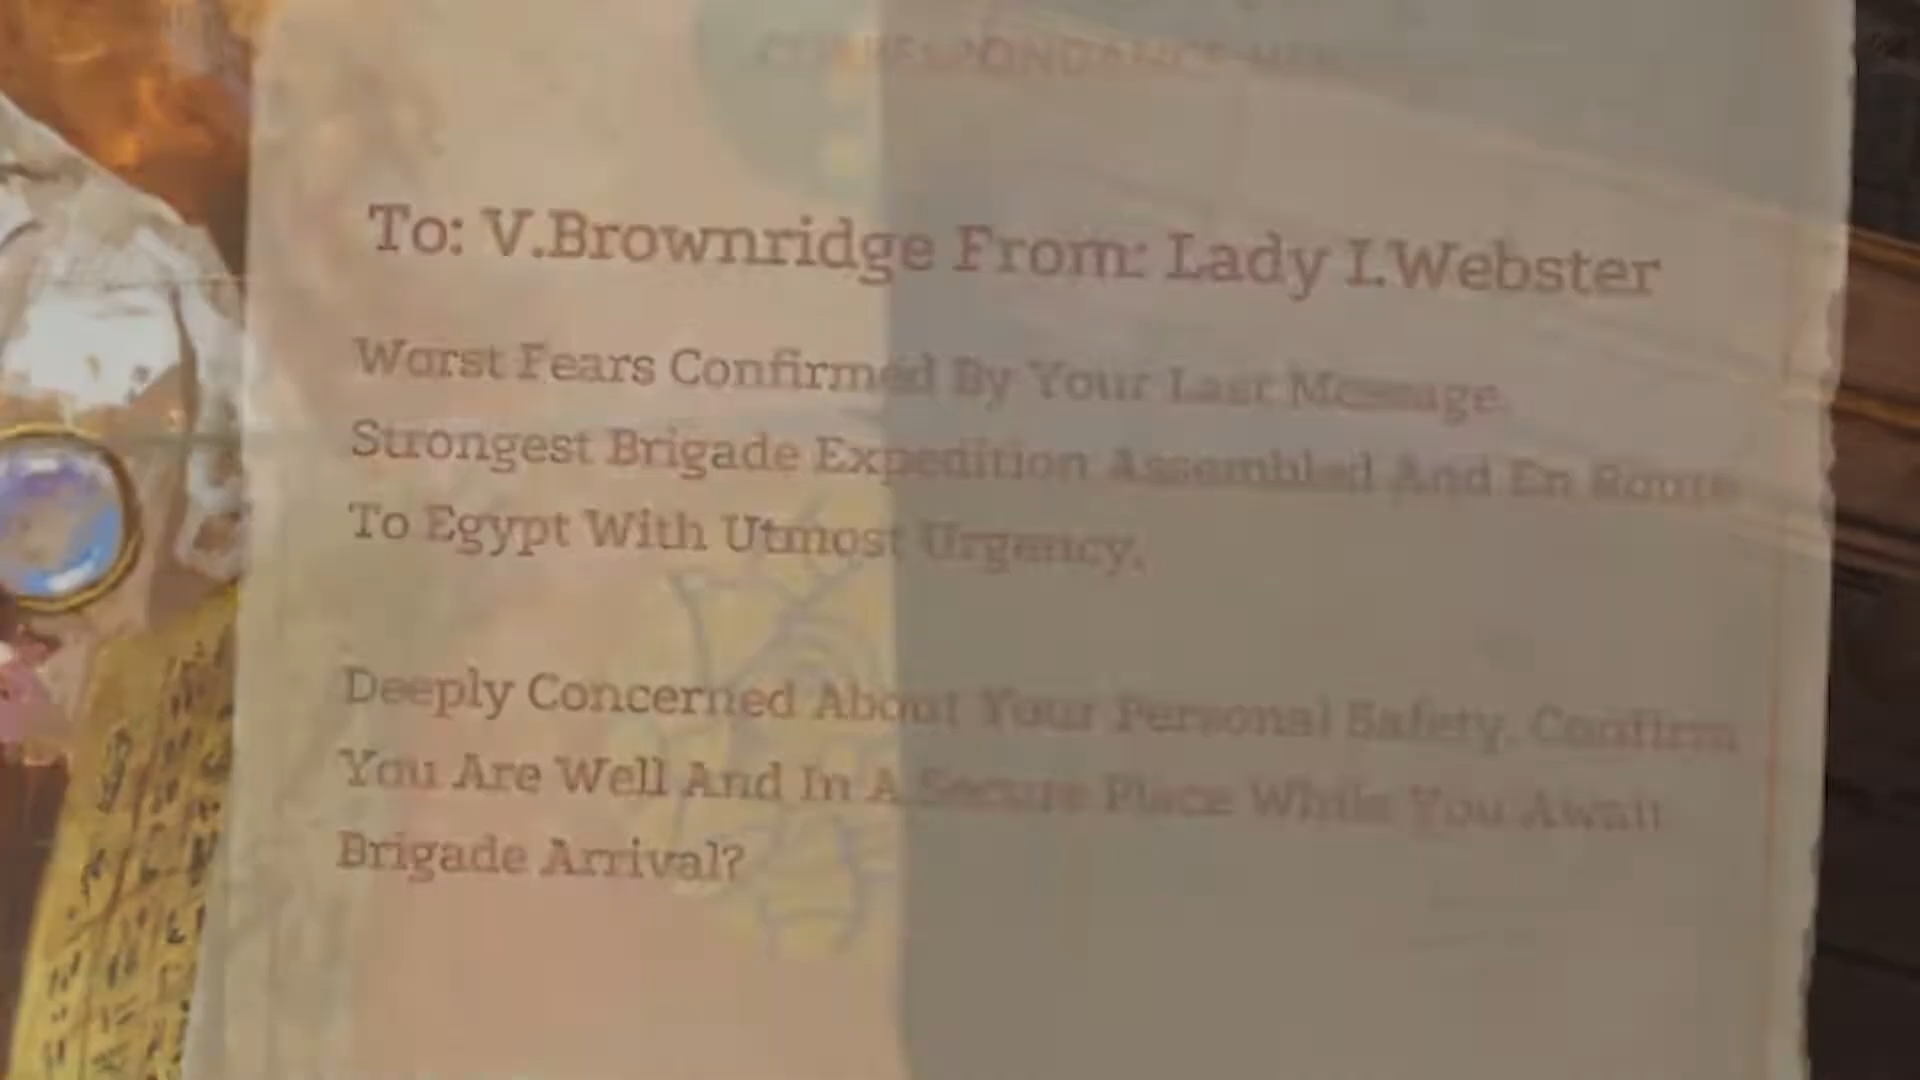 To: V.Brownridge From: Lady I.Webster
Worst Fears Confirmed By Your Last Message.
Strongest Brigade Expedition Assembled And En Route
To Egypt With Utmost Urgency.
Deeply Concerned About Your Personal Safety. Confirm
You Are Well And In A Secure Place While You Await
Brigade Arrival?